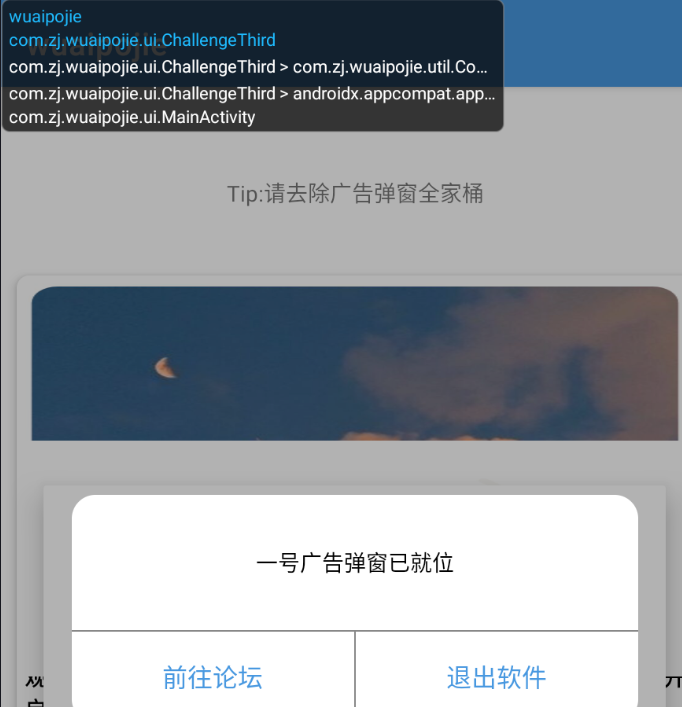 wuaipojie
com.zj.wuaipojie.ui.ChallengeThird
wuaipojie
com.zj.wuaipojie.ui.ChallengeThird > com.zj.wuaipojie.util.Co...
com.zj.wuaipojie.ui.ChallengeThird > androidx.appcompat.app...
com.zj.wuaipojie.ui.MainActivity
Tip:请去除广告弹窗全家桶
一号广告弹窗已就位
前往论坛 退出软件